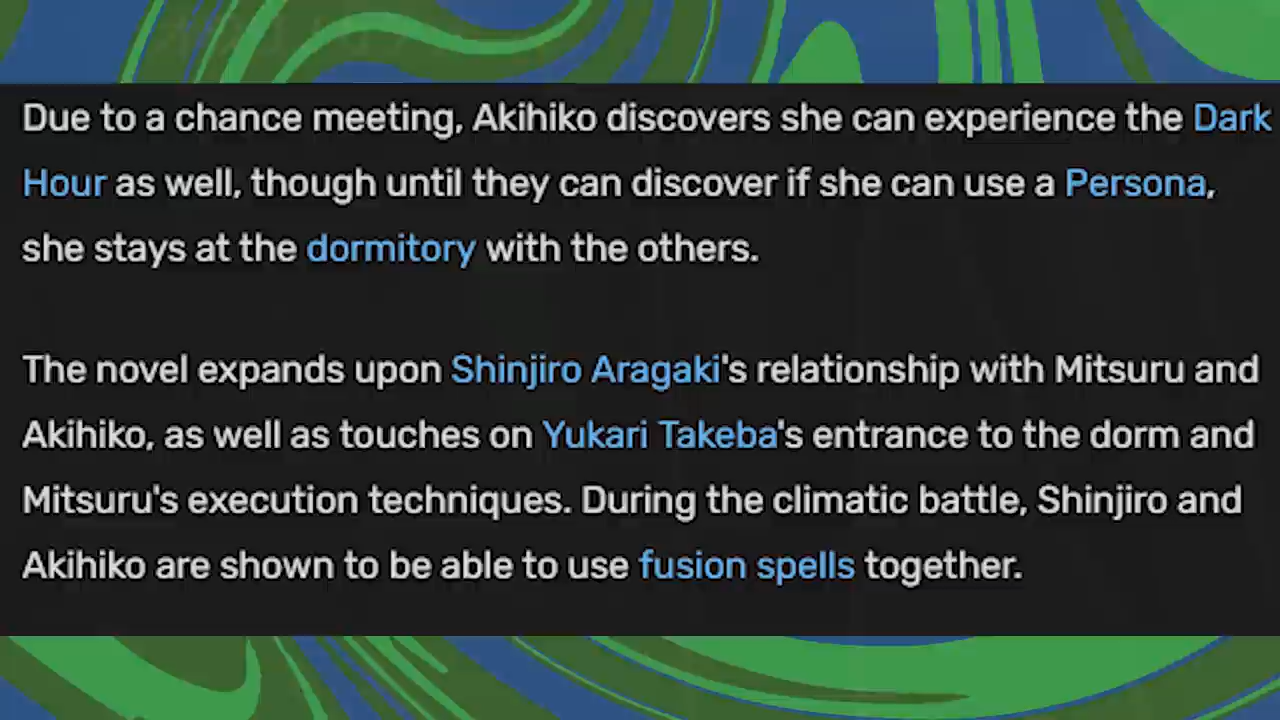 Due to a chance meeting, Akihiko discovers she can experience the Dark
Hour as well, though until they can discover if she can use a Persona,
she stays at the dormitory with the others.
The novel expands upon Shinjiro Aragaki's relationship with Mitsuru and
Akihiko, as well as touches on Yukari Takeba's entrance to the dorm and
Mitsuru's execution techniques. During the climatic battle, Shinjiro and
Akihiko are shown to be able to use fusion spells together.